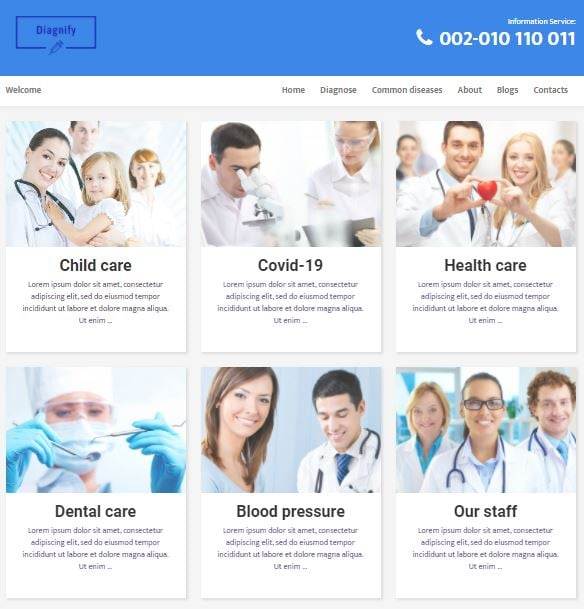 Diagnify
Information Service:
002-010 110 011
Welcome
Home Diagnose Common diseases About Blogs Contacts
Child care
Lorem ipsum dolor sit amet, consectetur
adipiscing elit, sed do eiusmod tempor
incididunt ut labore et dolore magna aliqua.
Ut enim ...
Covid-19
Lorem ipsum dolor sit amet, consectetur
adipiscing elit, sed do eiusmod tempor
incididunt ut labore et dolore magna aliqua.
Ut enim ...
Health care
Lorem ipsum dolor sit amet, consectetur
adipiscing elit, sed do eiusmod tempor
incididunt ut labore et dolore magna aliqua.
Ut enim ...
Dental care
Lorem ipsum dolor sit amet, consectetur
adipiscing elit, sed do eiusmod tempor
incididunt ut labore et dolore magna aliqua.
Ut enim ...
Blood pressure
Lorem ipsum dolor sit amet, consectetur
adipiscing elit, sed do eiusmod tempor
incididunt ut labore et dolore magna aliqua.
Ut enim ...
Our staff
Lorem ipsum dolor sit amet, consectetur
adipiscing elit, sed do eiusmod tempor
incididunt ut labore et dolore magna aliqua.
Ut enim ...